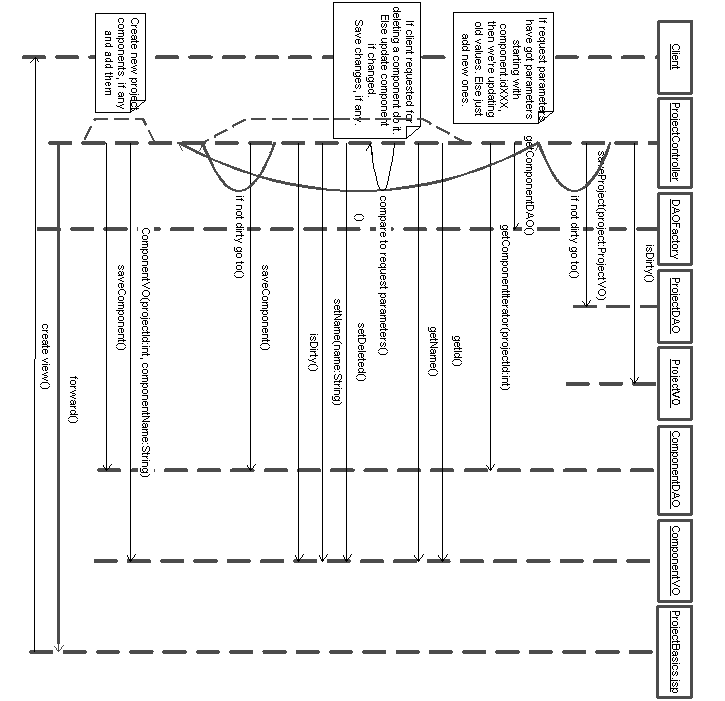 Client
ProjectController
DAOFactory
ProjectDAO
ProjectVO
ComponentDAO
ComponentVO
ProjectBasics.jsp
isDirty()
saveProject(project:ProjectVO)
if not dirty go to()
If request parameters
have got parameters
starting with
component.idXXX,
then we're updating
old values. Else just
add new ones.
getComponentDAO()
getComponentIterator(projectId:int)
getId()
getName()
If client requested for
deleting a component do it.
Else update component
if changed.
Save changes, if any.
compare to request parameters()
()
setDeleted()
setName(name:String)
isDirty()
saveComponent()
if not dirty go to()
Create new project
components, if any
and add them
ComponentVO(projectId:int, componentName:String)
saveComponent()
forward()
create view()